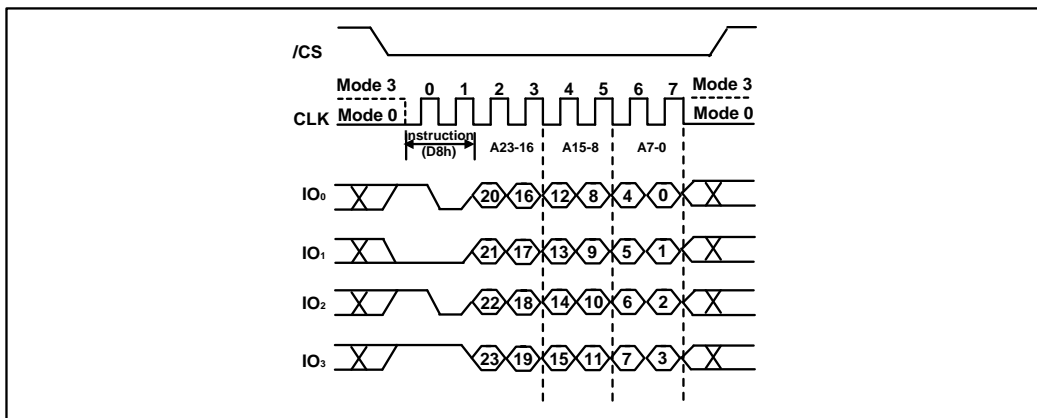 /CS
Mode 3 0 1 2 3 4 5 6 7 Mode 3
CLK Mode 0 Mode 0
nstruction
(D8h) A23-16 A15-8 A7-0
IO0 20 16 12 8 4 0
IO1 21 17 13 9 5 1
IO2 22 18 14 10 6 2
IO3 23 19 15 11 7 3